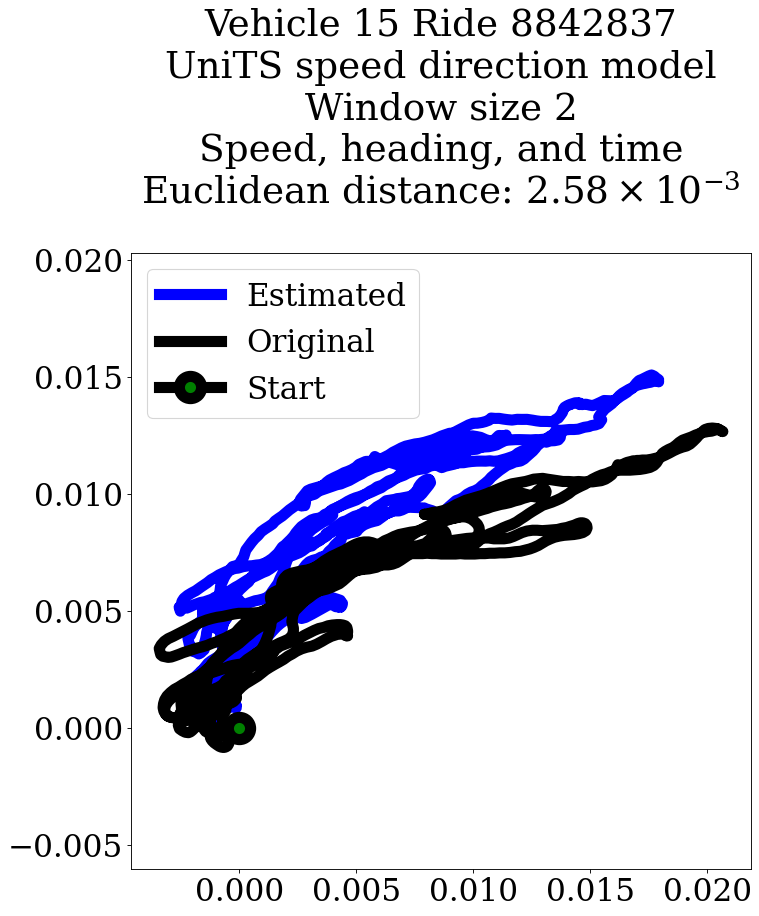 Vehicle 15 Ride 8842837
UniTS speed direction model
Window size 2
Speed, heading, and time
Euclidean distance: 2.58 × 10⁻³
0.020
Estimated
Original
Start
0.015
0.010
0.005
0.000
−0.005
0.000 0.005 0.010 0.015 0.020